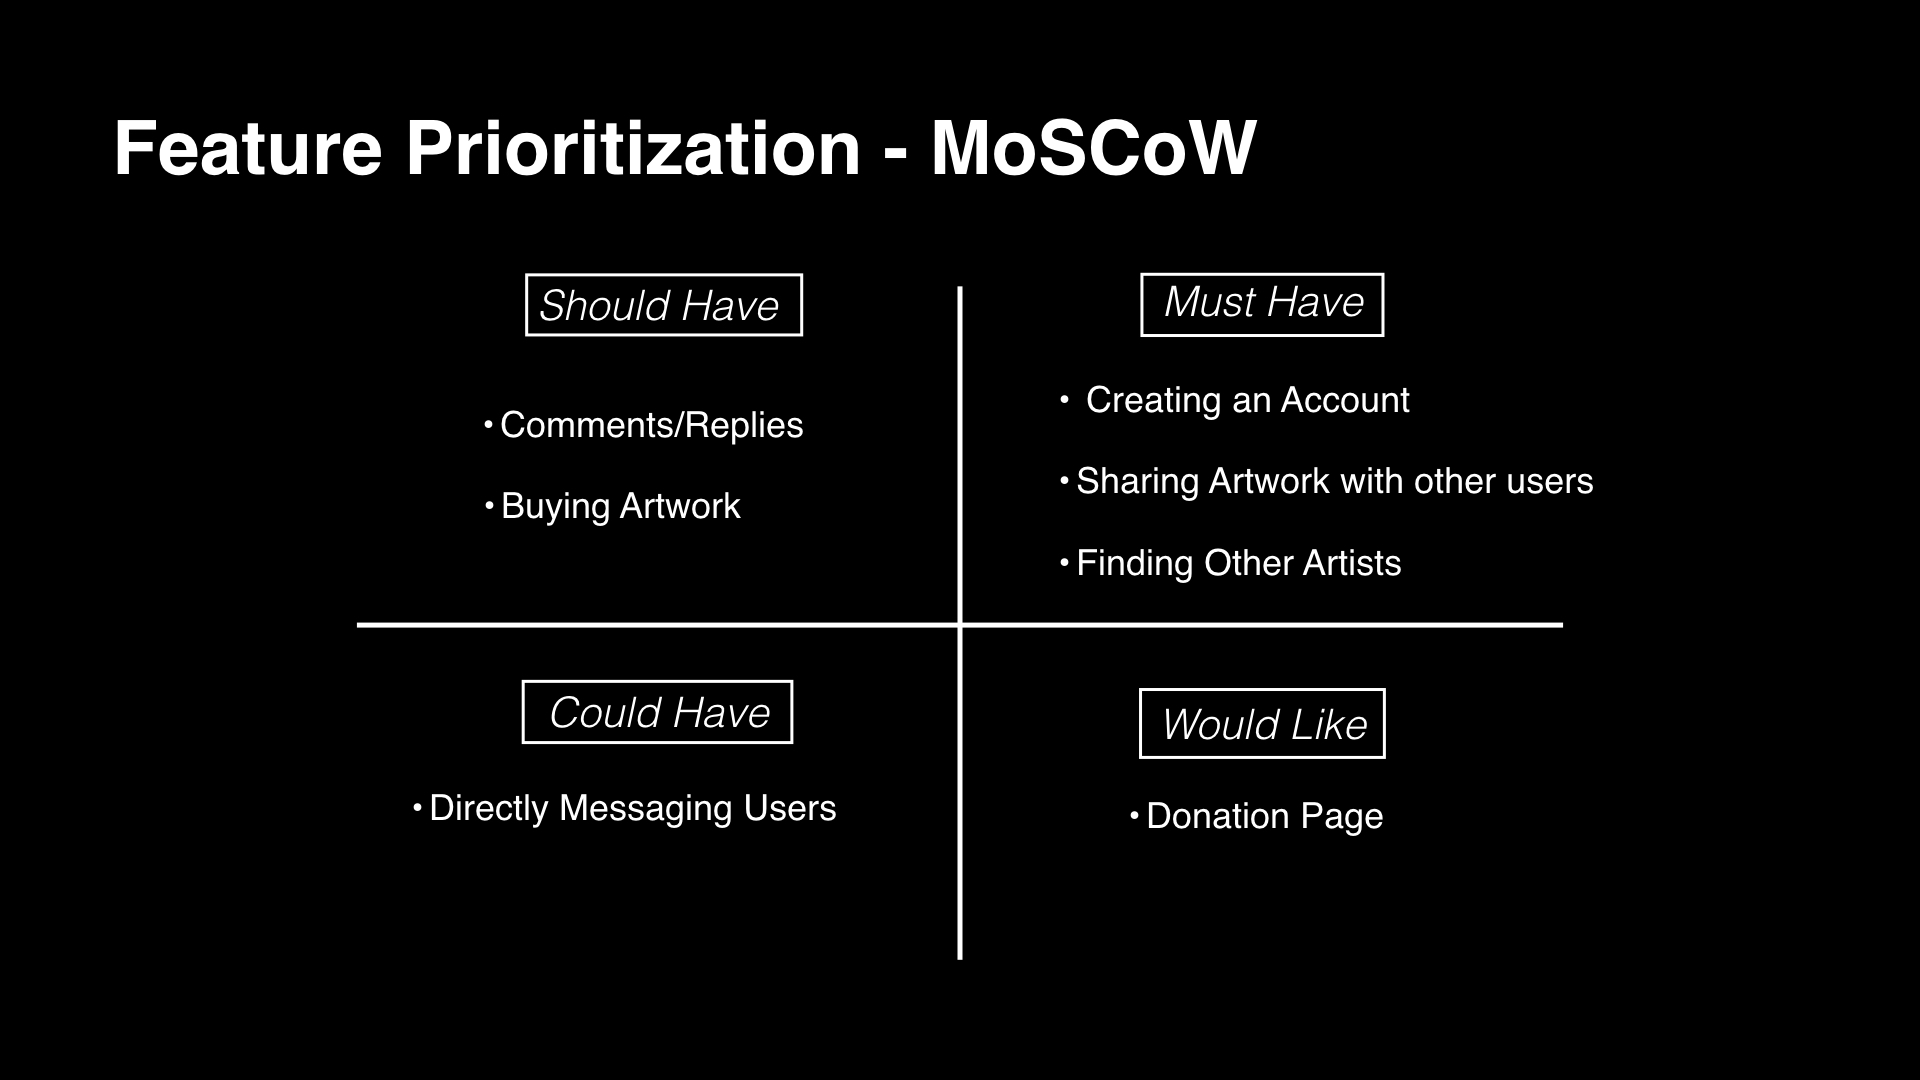 Feature Prioritization - MoSCoW
Should Have
• Comments/Replies
• Buying Artwork
Must Have
• Creating an Account
• Sharing Artwork with other users
• Finding Other Artists
Could Have
• Directly Messaging Users
Would Like
• Donation Page